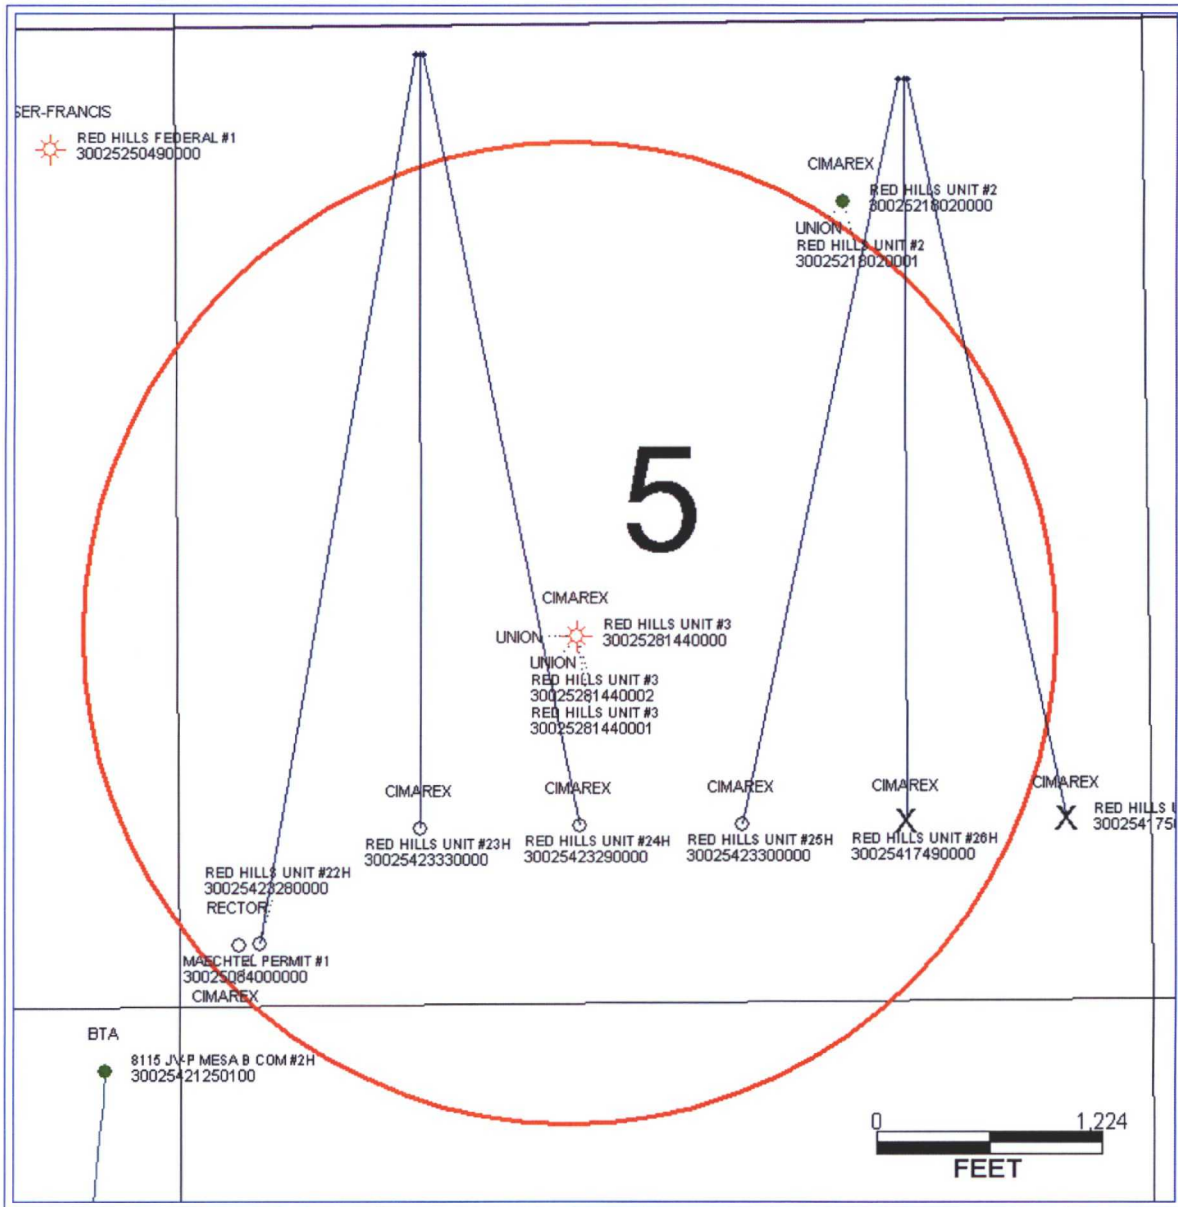 SER-FRANCIS
RED HILLS FEDERAL #1
30025250490000
CIMAREX
RED HILLS UNIT #2
30025218020000
UNION
RED HILLS UNIT #2
30025218020001
5
CIMAREX
RED HILLS UNIT #3
30025281440000
UNION
UNION
RED HILLS UNIT #3
30025281440002
RED HILLS UNIT #3
30025281440001
CIMAREX
RED HILLS UNIT #23H
30025423330000
CIMAREX
RED HILLS UNIT #24H
30025423290000
CIMAREX
RED HILLS UNIT #25H
30025423300000
CIMAREX
X
RED HILLS UNIT #26H
30025417490000
CIMAREX
X
RED HILLS U
3002541750
RED HILLS UNIT #22H
30025423280000
RECTOR
MAECHTEL PERMIT #1
30025084000000
CIMAREX
BTA
8115 JV-P MESA B COM #2H
30025421250100
0 1,224
FEET